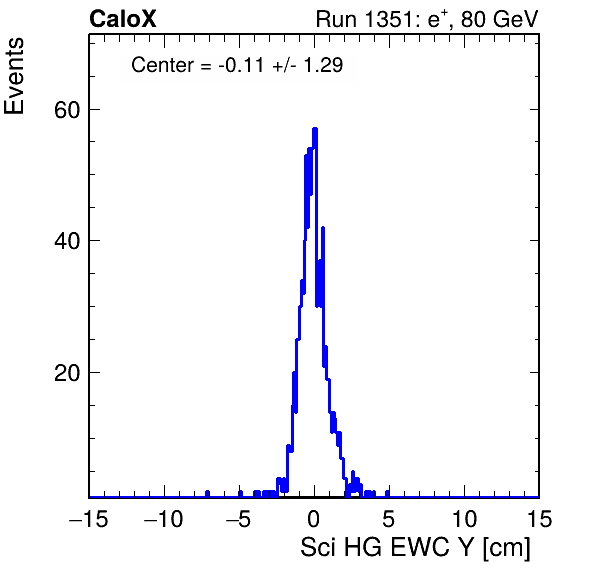 CaloX Run 1351: e⁺, 80 GeV
Center = -0.11 +/- 1.29
Events
60
40
20
−15 −10 −5 0 5 10 15
Sci HG EWC Y [cm]